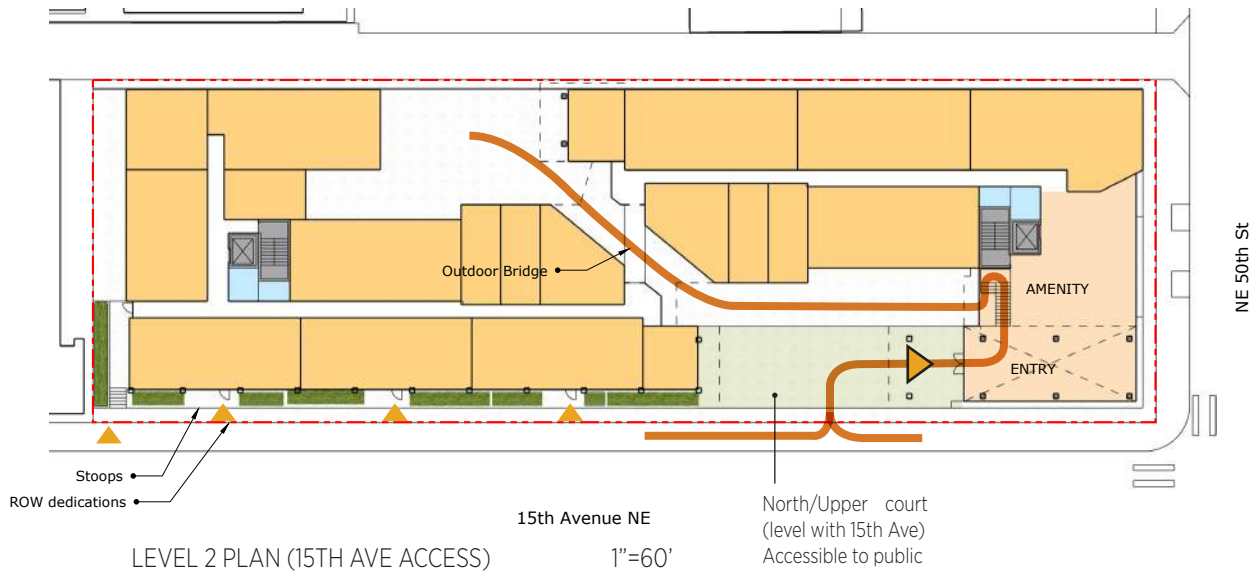 NE 50th St
Outdoor Bridge
AMENITY
ENTRY
Stoops
ROW dedications
15th Avenue NE
North/Upper court
(level with 15th Ave)
Accessible to public
LEVEL 2 PLAN (15TH AVE ACCESS)
1”=60’